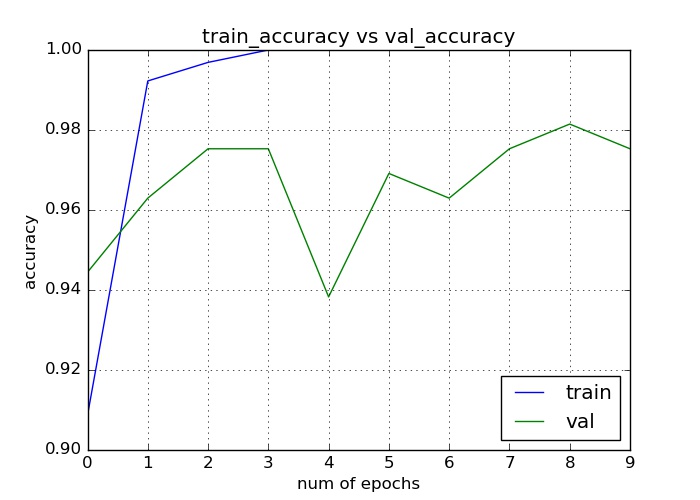 train_accuracy vs val_accuracy
1.00
0.98
0.96
0.94
0.92
0.90
accuracy
train
val
0 1 2 3 4 5 6 7 8 9
num of epochs